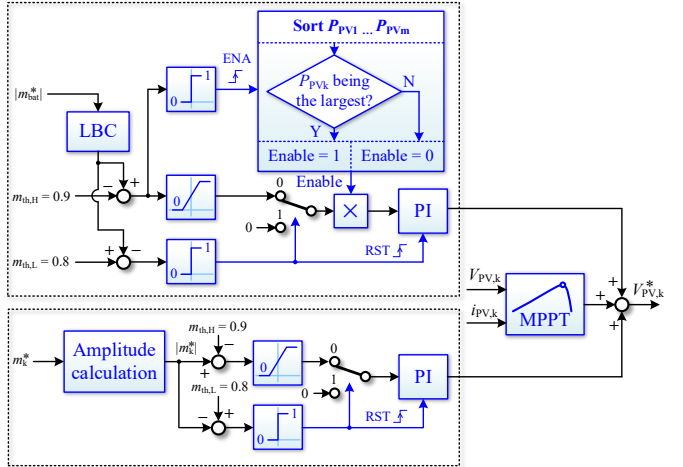 Sort P_PV1 ... P_PVm
ENA
1
0
P_PVk being
the largest?
N
Y
Enable = 1
Enable = 0
|m*_bat|
LBC
− +
m_th,H = 0.9
0
1
0
0
1
Enable
×
PI
+ −
m_th,L = 0.8
1
0
RST
V_PV,k
i_PV,k
MPPT
+
+
+
V*_PV,k
m_th,H = 0.9
−
m*_k
Amplitude
calculation
|m*_k|
+
0
1
0
0
1
PI
m_th,L = 0.8
− +
1
0
RST